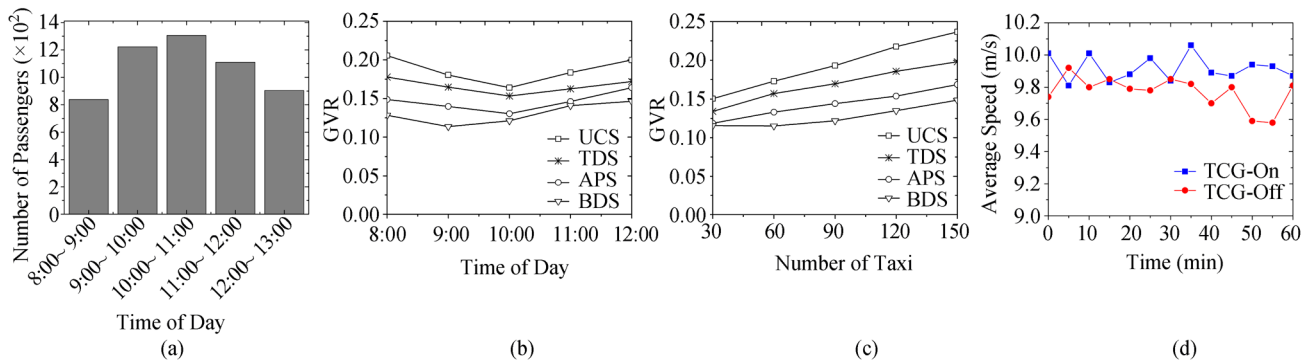 Number of Passengers (×10²)
14
12
10
8
6
4
2
0
8:00~ 9:00
9:00~ 10:00
10:00~ 11:00
11:00~ 12:00
12:00~ 13:00
Time of Day
(a)
GVR
0.25
0.20
0.15
0.10
0.05
0.00
UCS
TDS
APS
BDS
8:00 9:00 10:00 11:00 12:00
Time of Day
(b)
GVR
0.25
0.20
0.15
0.10
0.05
0.00
UCS
TDS
APS
BDS
30 60 90 120 150
Number of Taxi
(c)
Average Speed (m/s)
10.2
10.0
9.8
9.6
9.4
9.2
9.0
TCG-On
TCG-Off
0 10 20 30 40 50 60
Time (min)
(d)